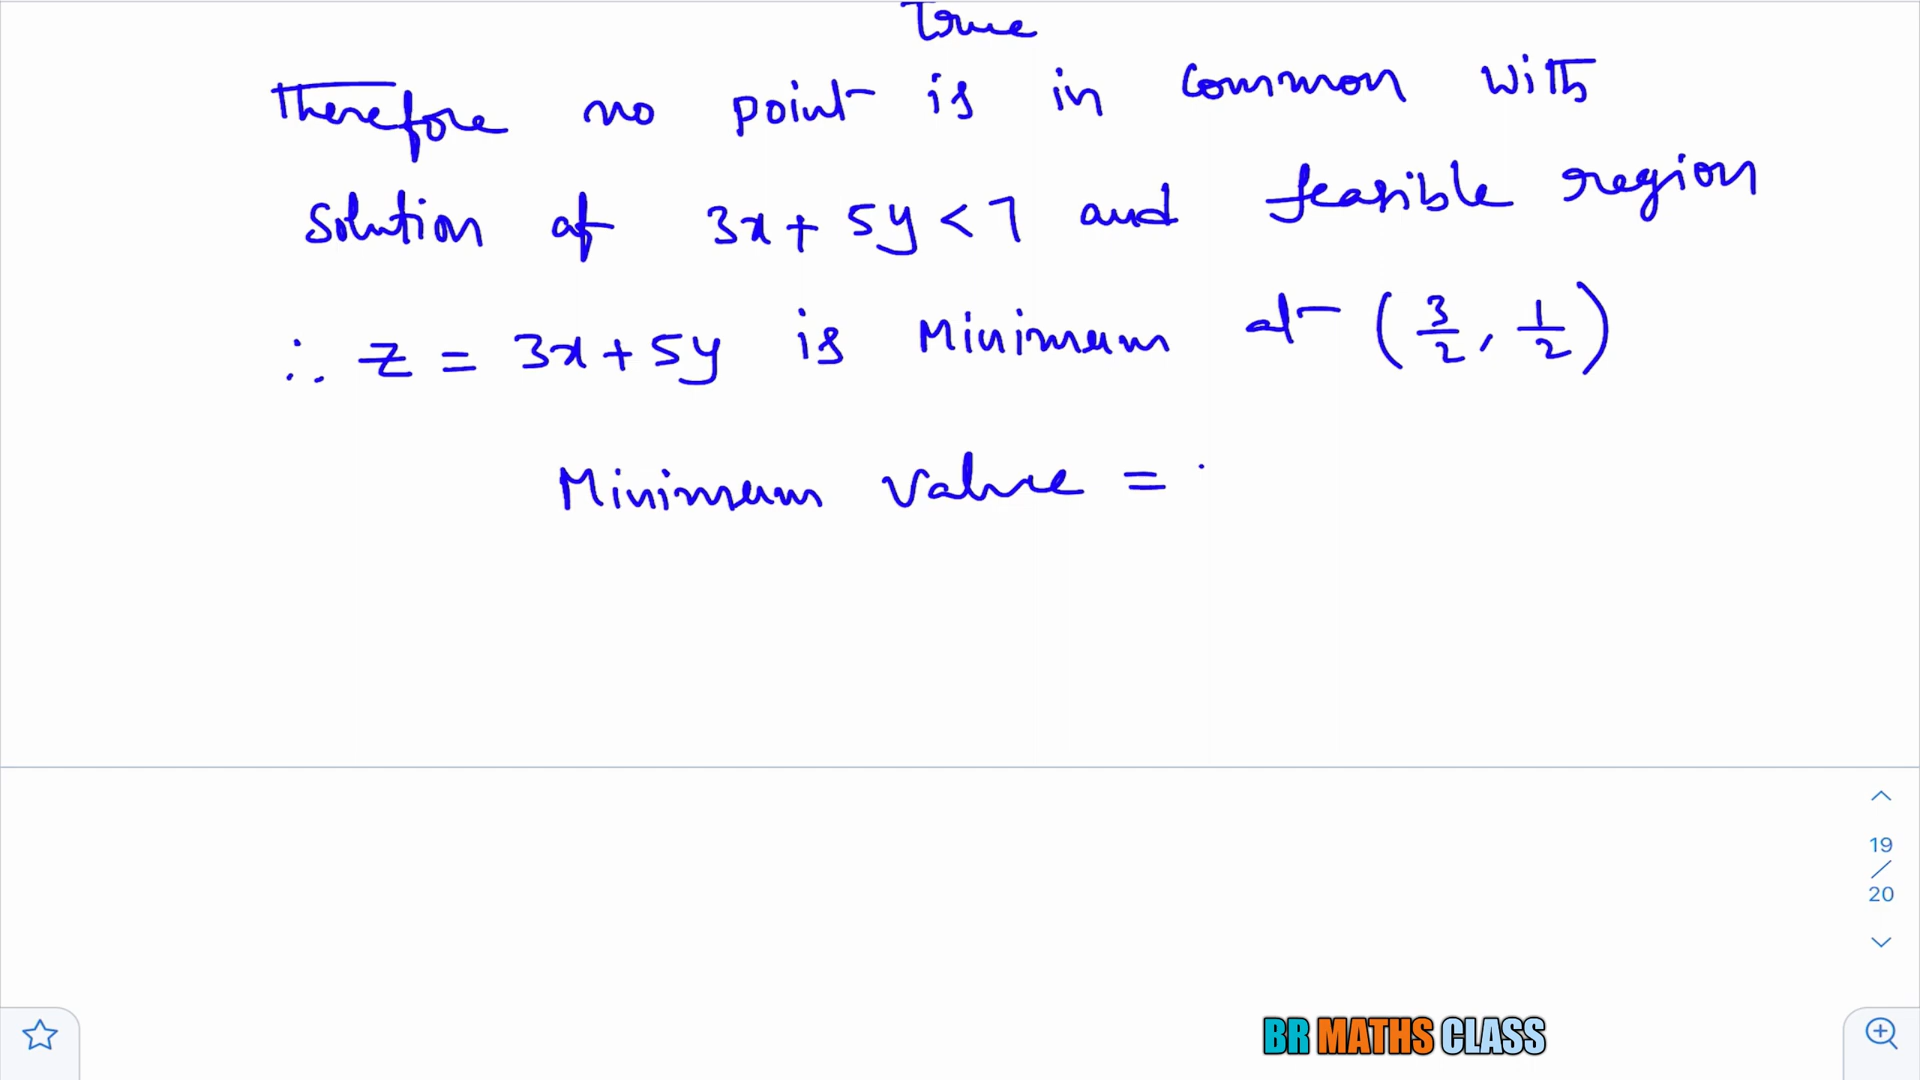 True
Therefore no point is in common with
solution of 3x + 5y < 7 and feasible region
∴ z = 3x + 5y is Minimum at (3/2, 1/2)
Minimum value =
19
/
20
BR MATHS CLASS